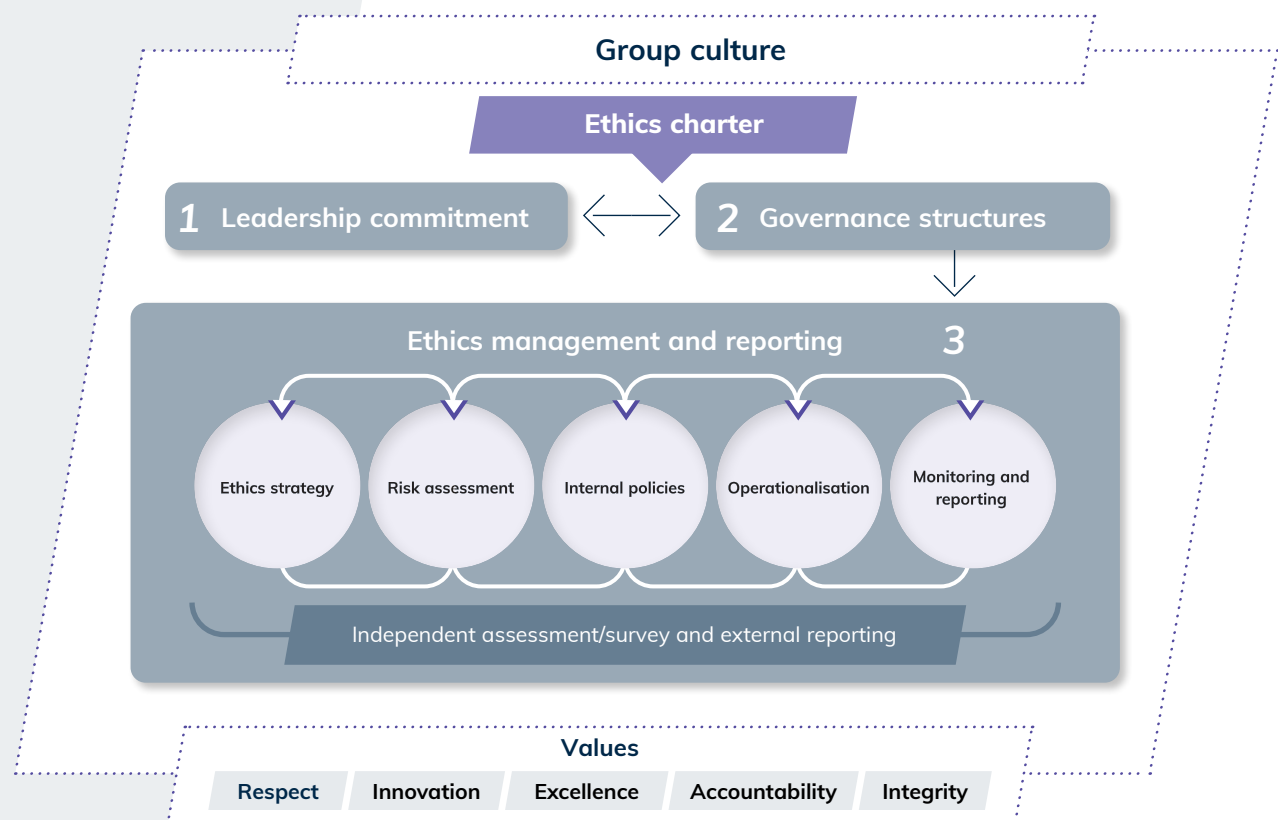 Group culture
Ethics charter
1 Leadership commitment
2 Governance structures
Ethics management and reporting 3
Ethics strategy
Risk assessment
Internal policies
Operationalisation
Monitoring and
reporting
Independent assessment/survey and external reporting
Values
Respect
Innovation
Excellence
Accountability
Integrity